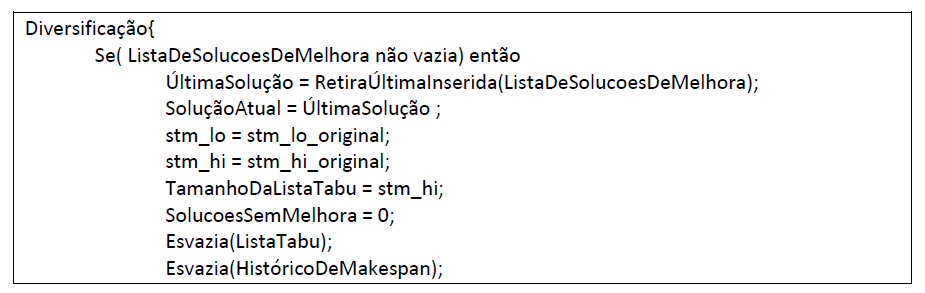 Diversificação{
Se( ListaDeSolucoesDeMelhora não vazia) então
ÚltimaSolução = RetiraÚltimaInserida(ListaDeSolucoesDeMelhora);
SoluçãoAtual = ÚltimaSolução ;
stm_lo = stm_lo_original;
stm_hi = stm_hi_original;
TamanhoDaListaTabu = stm_hi;
SolucoesSemMelhora = 0;
Esvazia(ListaTabu);
Esvazia(HistóricoDeMakespan);